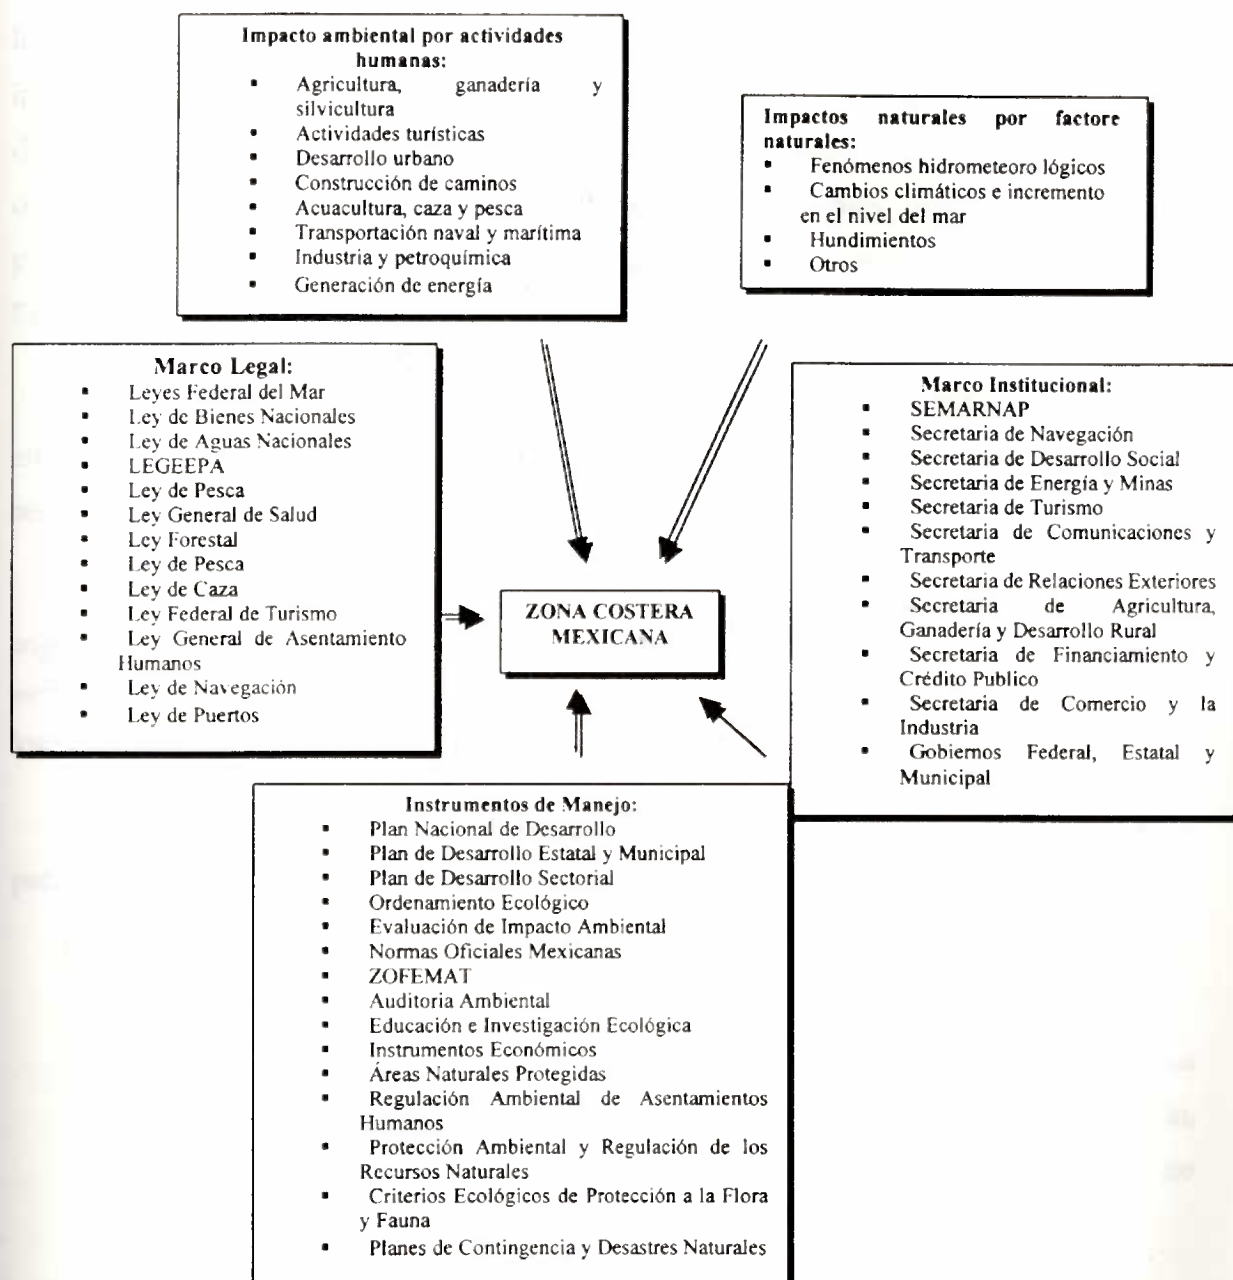 Impacto ambiental por actividades
humanas:
▪ Agricultura, ganadería y
silvicultura
▪ Actividades turísticas
▪ Desarrollo urbano
▪ Construcción de caminos
▪ Acuacultura, caza y pesca
▪ Transportación naval y marítima
▪ Industria y petroquímica
▪ Generación de energía
Impactos naturales por factore
naturales:
▪ Fenómenos hidrometeoro lógicos
▪ Cambios climáticos e incremento
en el nivel del mar
▪ Hundimientos
▪ Otros
Marco Legal:
▪ Leyes Federal del Mar
▪ Ley de Bienes Nacionales
▪ Ley de Aguas Nacionales
▪ LEGEEPA
▪ Ley de Pesca
▪ Ley General de Salud
▪ Ley Forestal
▪ Ley de Pesca
▪ Ley de Caza
▪ Ley Federal de Turismo
▪ Ley General de Asentamiento
Humanos
▪ Ley de Navegación
▪ Ley de Puertos
ZONA COSTERA
MEXICANA
Marco Institucional:
▪ SEMARNAP
▪ Secretaria de Navegación
▪ Secretaria de Desarrollo Social
▪ Secretaria de Energía y Minas
▪ Secretaria de Turismo
▪ Secretaria de Comunicaciones y
Transporte
▪ Secretaria de Relaciones Exteriores
▪ Secretaria de Agricultura,
Ganadería y Desarrollo Rural
▪ Secretaria de Financiamiento y
Crédito Publico
▪ Secretaria de Comercio y la
Industria
▪ Gobiernos Federal, Estatal y
Municipal
Instrumentos de Manejo:
▪ Plan Nacional de Desarrollo
▪ Plan de Desarrollo Estatal y Municipal
▪ Plan de Desarrollo Sectorial
▪ Ordenamiento Ecológico
▪ Evaluación de Impacto Ambiental
▪ Normas Oficiales Mexicanas
▪ ZOFEMAT
▪ Auditoria Ambiental
▪ Educación e Investigación Ecológica
▪ Instrumentos Económicos
▪ Áreas Naturales Protegidas
▪ Regulación Ambiental de Asentamientos
Humanos
▪ Protección Ambiental y Regulación de los
Recursos Naturales
▪ Criterios Ecológicos de Protección a la Flora
y Fauna
▪ Planes de Contingencia y Desastres Naturales